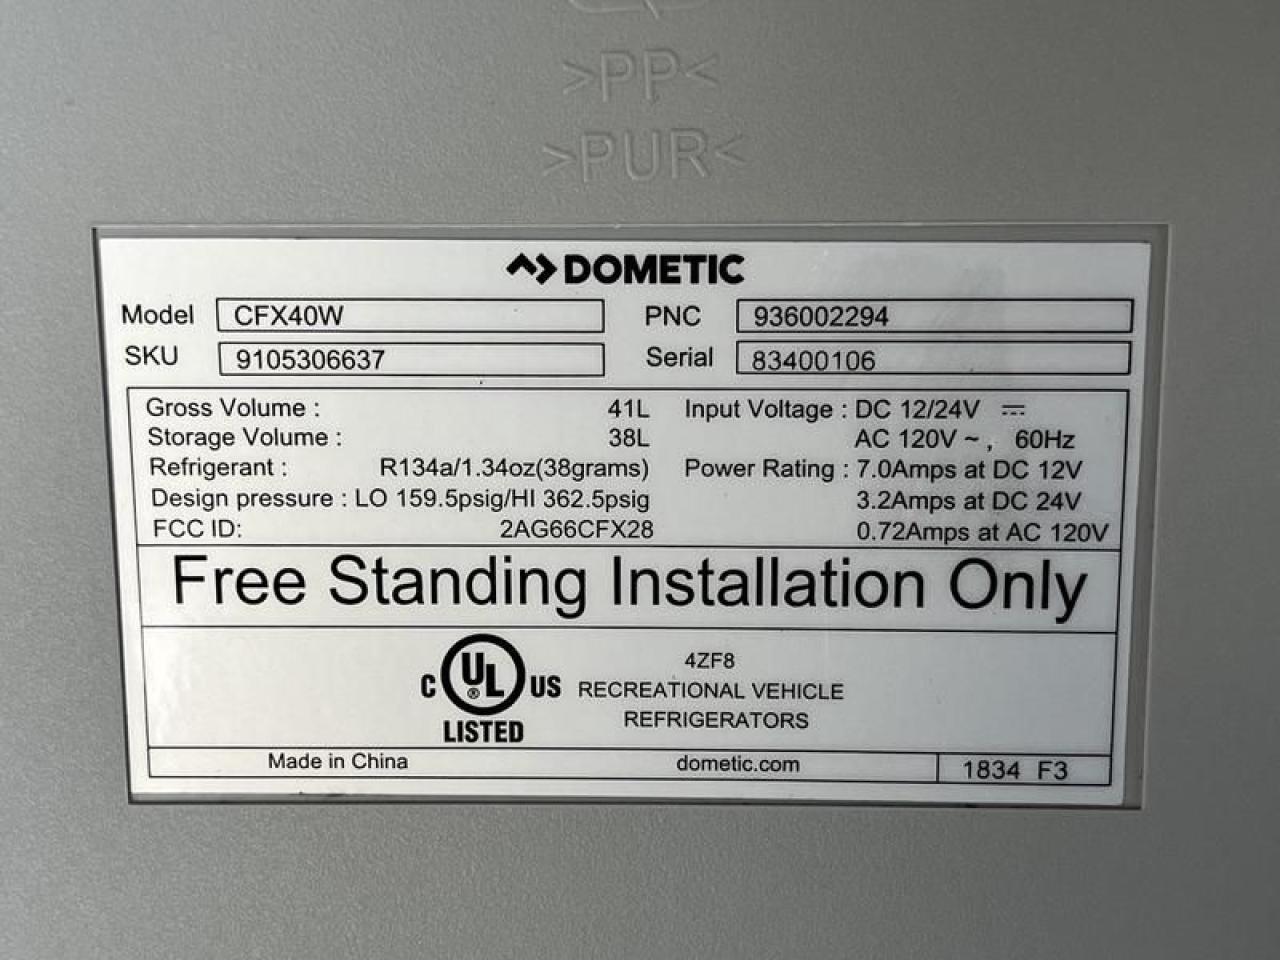 >PP<
>PUR<
DOMETIC
Model CFX40W PNC 936002294
SKU 9105306637 Serial 83400106
Gross Volume : 41L Input Voltage : DC 12/24V ⎓
Storage Volume : 38L AC 120V ~ , 60Hz
Refrigerant : R134a/1.34oz(38grams) Power Rating : 7.0Amps at DC 12V
Design pressure : LO 159.5psig/HI 362.5psig 3.2Amps at DC 24V
FCC ID: 2AG66CFX28 0.72Amps at AC 120V
Free Standing Installation Only
4ZF8
C UL ® US RECREATIONAL VEHICLE
LISTED REFRIGERATORS
Made in China dometic.com 1834 F3